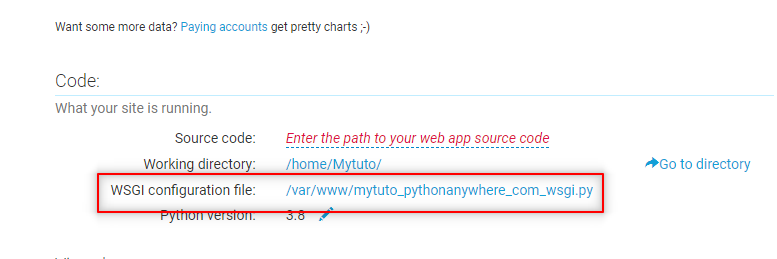 Want some more data? Paying accounts get pretty charts ;-)
Code:
What your site is running.
Source code: Enter the path to your web app source code
Working directory: /home/Mytuto/ Go to directory
WSGI configuration file: /var/www/mytuto_pythonanywhere_com_wsgi.py
Python version: 3.8